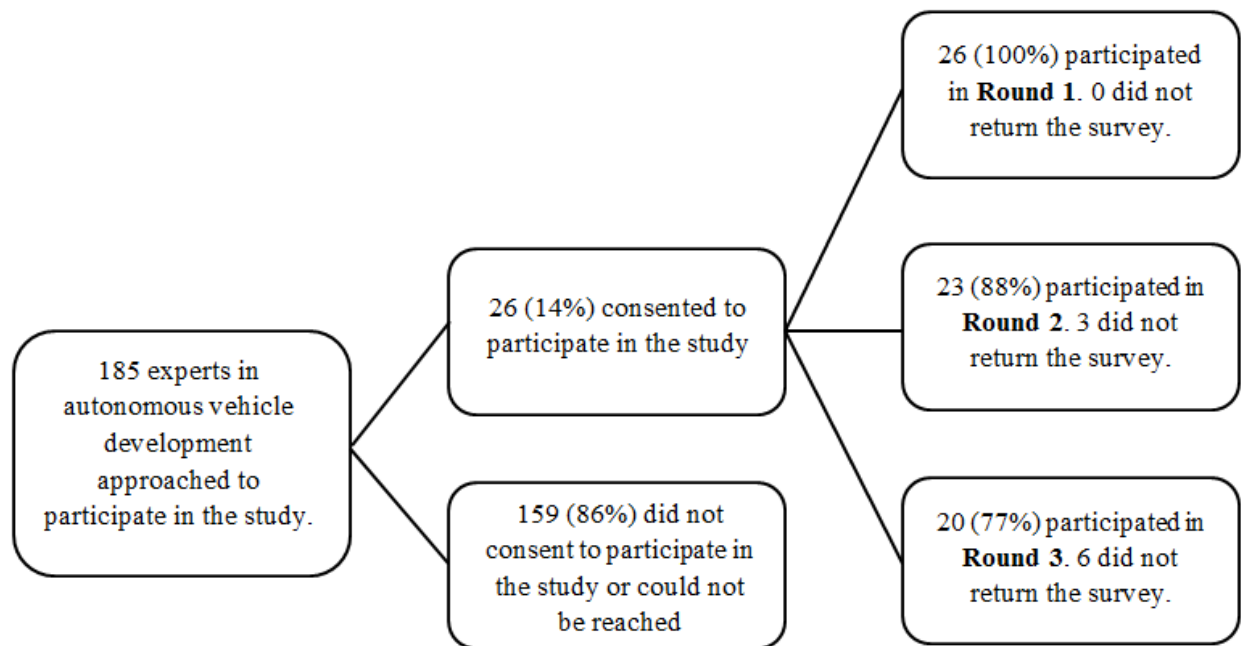 185 experts in
autonomous vehicle
development
approached to
participate in the study.
26 (14%) consented to
participate in the study
159 (86%) did not
consent to participate in
the study or could not
be reached
26 (100%) participated
in Round 1. 0 did not
return the survey.
23 (88%) participated in
Round 2. 3 did not
return the survey.
20 (77%) participated in
Round 3. 6 did not
return the survey.